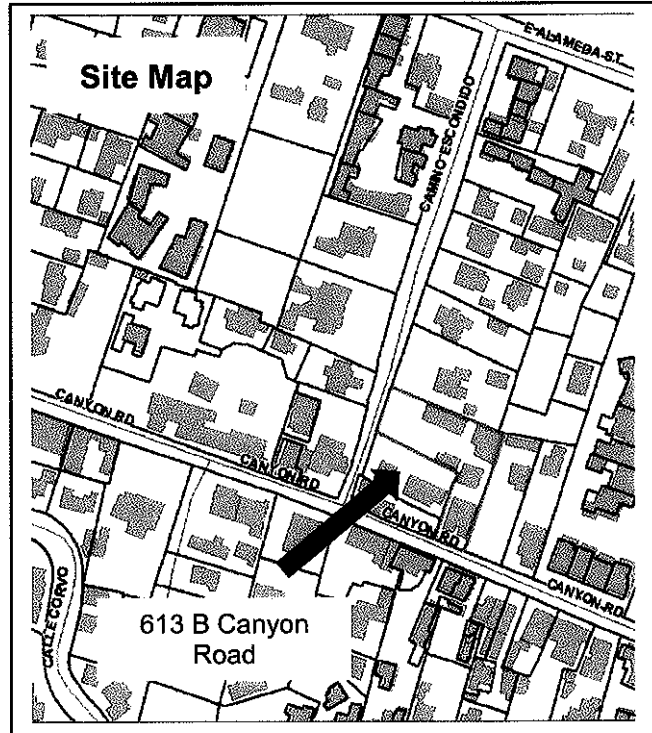 E ALAMEDA ST
Site Map
CAMINO ESCONDIDO
CANYON RD
CANYON RD
CANYON RD
CANYON RD
CALLE CORVO
613 B Canyon
Road